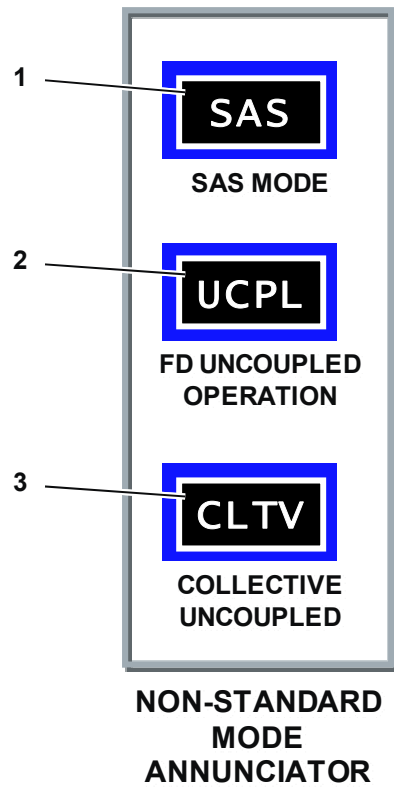 1
SAS
SAS MODE
2
UCPL
FD UNCOUPLED
OPERATION
3
CLTV
COLLECTIVE
UNCOUPLED
NON-STANDARD
MODE
ANNUNCIATOR